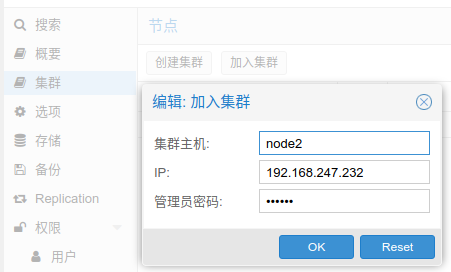 搜索
概要
集群
选项
存储
备份
Replication
权限
用户
节点
创建集群 加入集群
编辑: 加入集群
集群主机: node2
IP: 192.168.247.232
管理员密码: ••••••
OK Reset